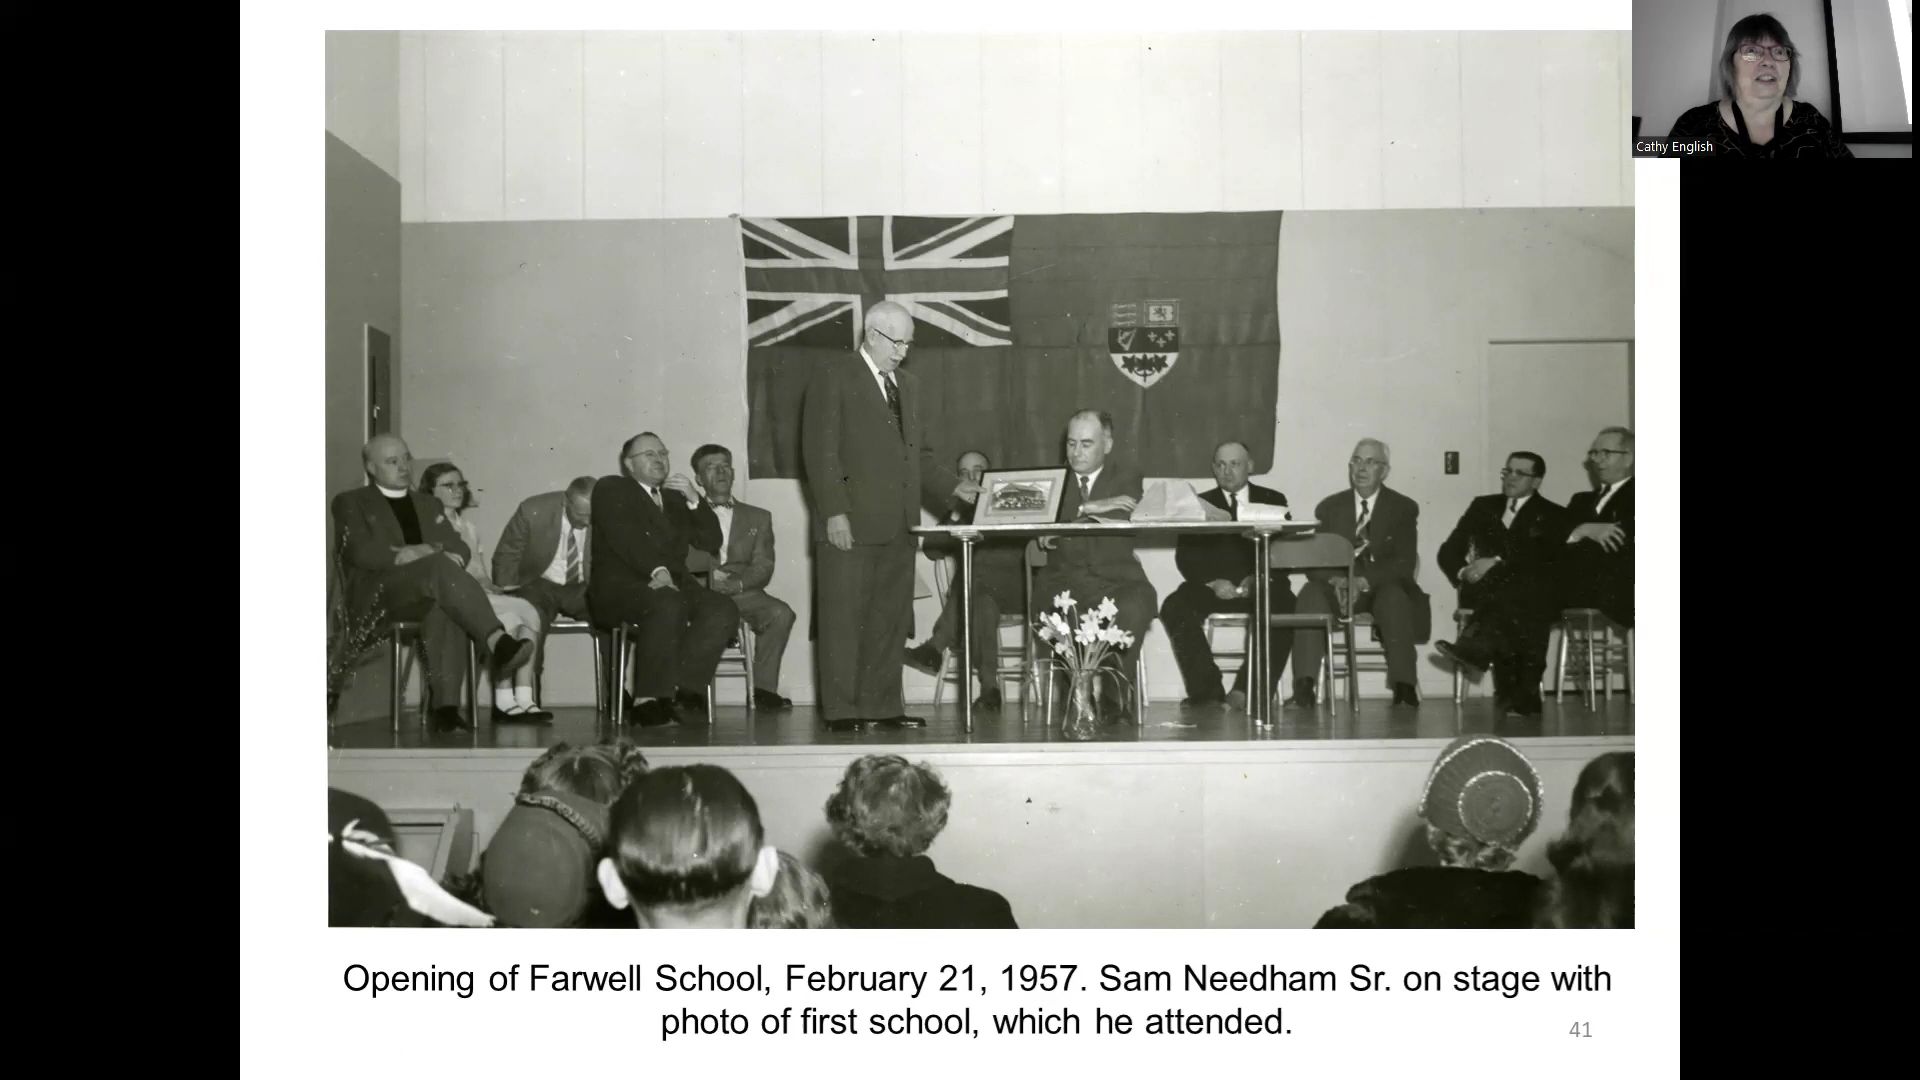 Cathy English
Opening of Farwell School, February 21, 1957. Sam Needham Sr. on stage with
photo of first school, which he attended.
41